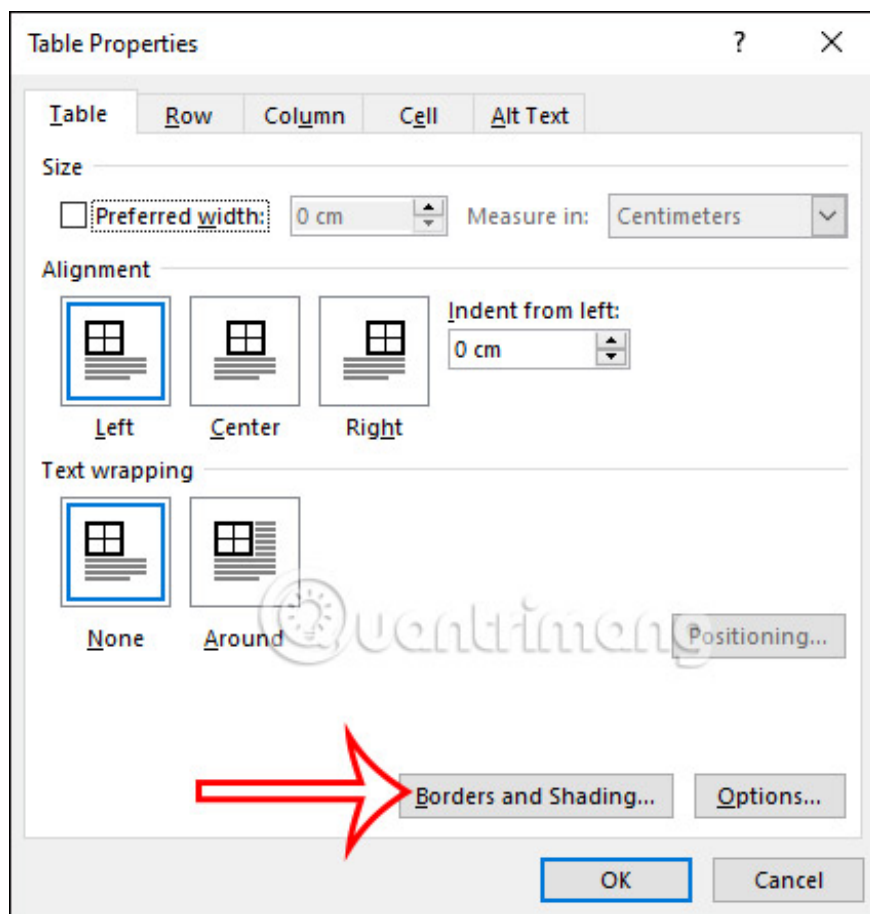 Table Properties ? ×
Table Row Column Cell Alt Text
Size
Preferred width: 0 cm Measure in: Centimeters
Alignment
Indent from left:
0 cm
Left Center Right
Text wrapping
None Around
Quantrimang
Positioning...
Borders and Shading... Options...
OK Cancel